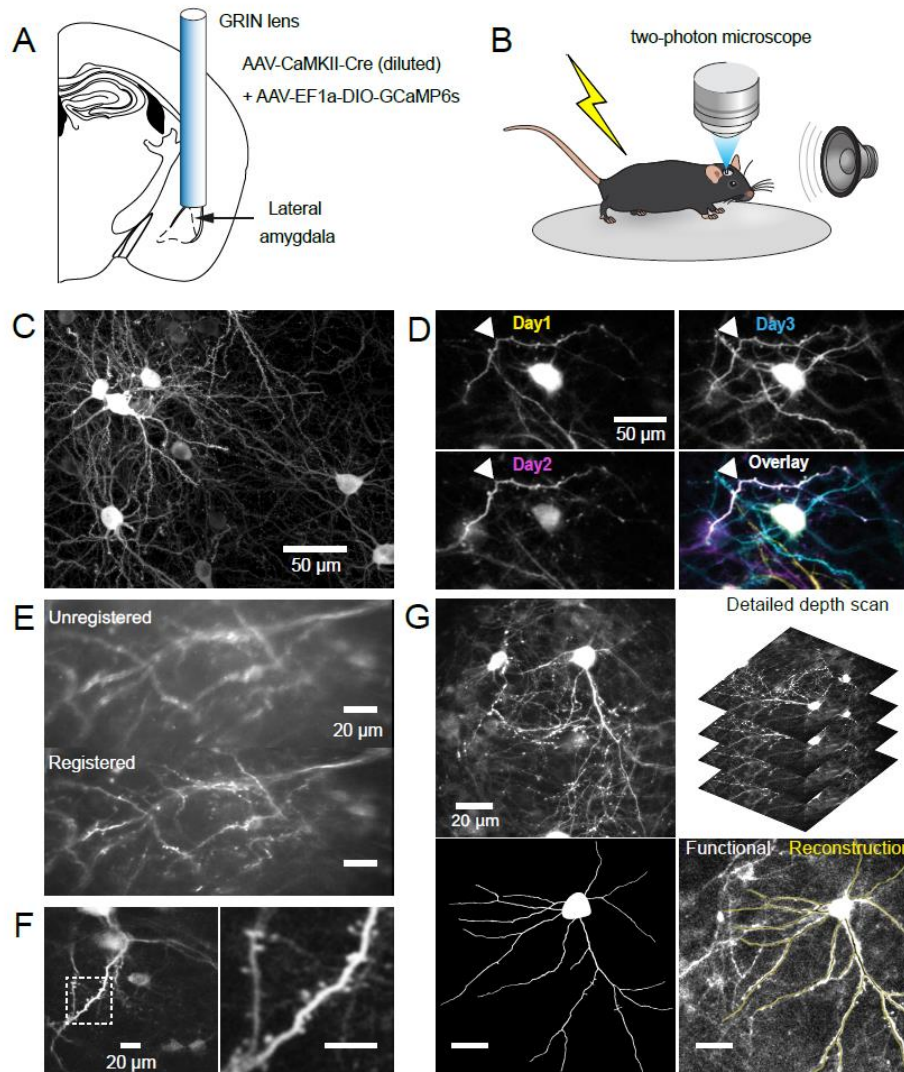 A
GRIN lens
AAV-CaMKII-Cre (diluted)
+ AAV-EF1a-DIO-GCaMP6s
Lateral
amygdala
B
two-photon microscope
C
50 µm
D
Day1
50 µm
Day3
Day2
Overlay
E
Unregistered
20 µm
Registered
F
20 µm
G
20 µm
Detailed depth scan
Functional
Reconstruction